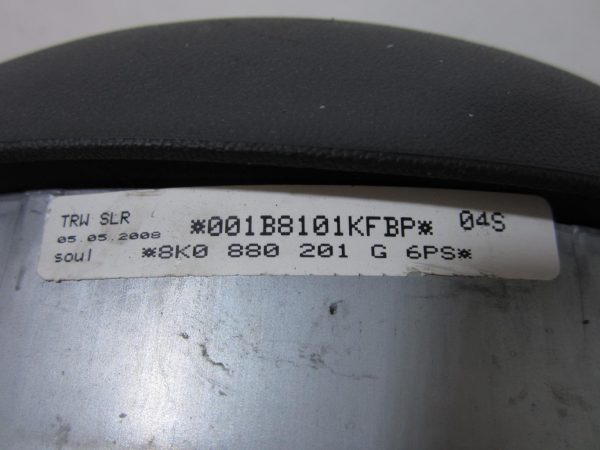 TRW SLR *001B8101KFBP* 04S
05.05.2008
soul *8K0 880 201 G 6PS*